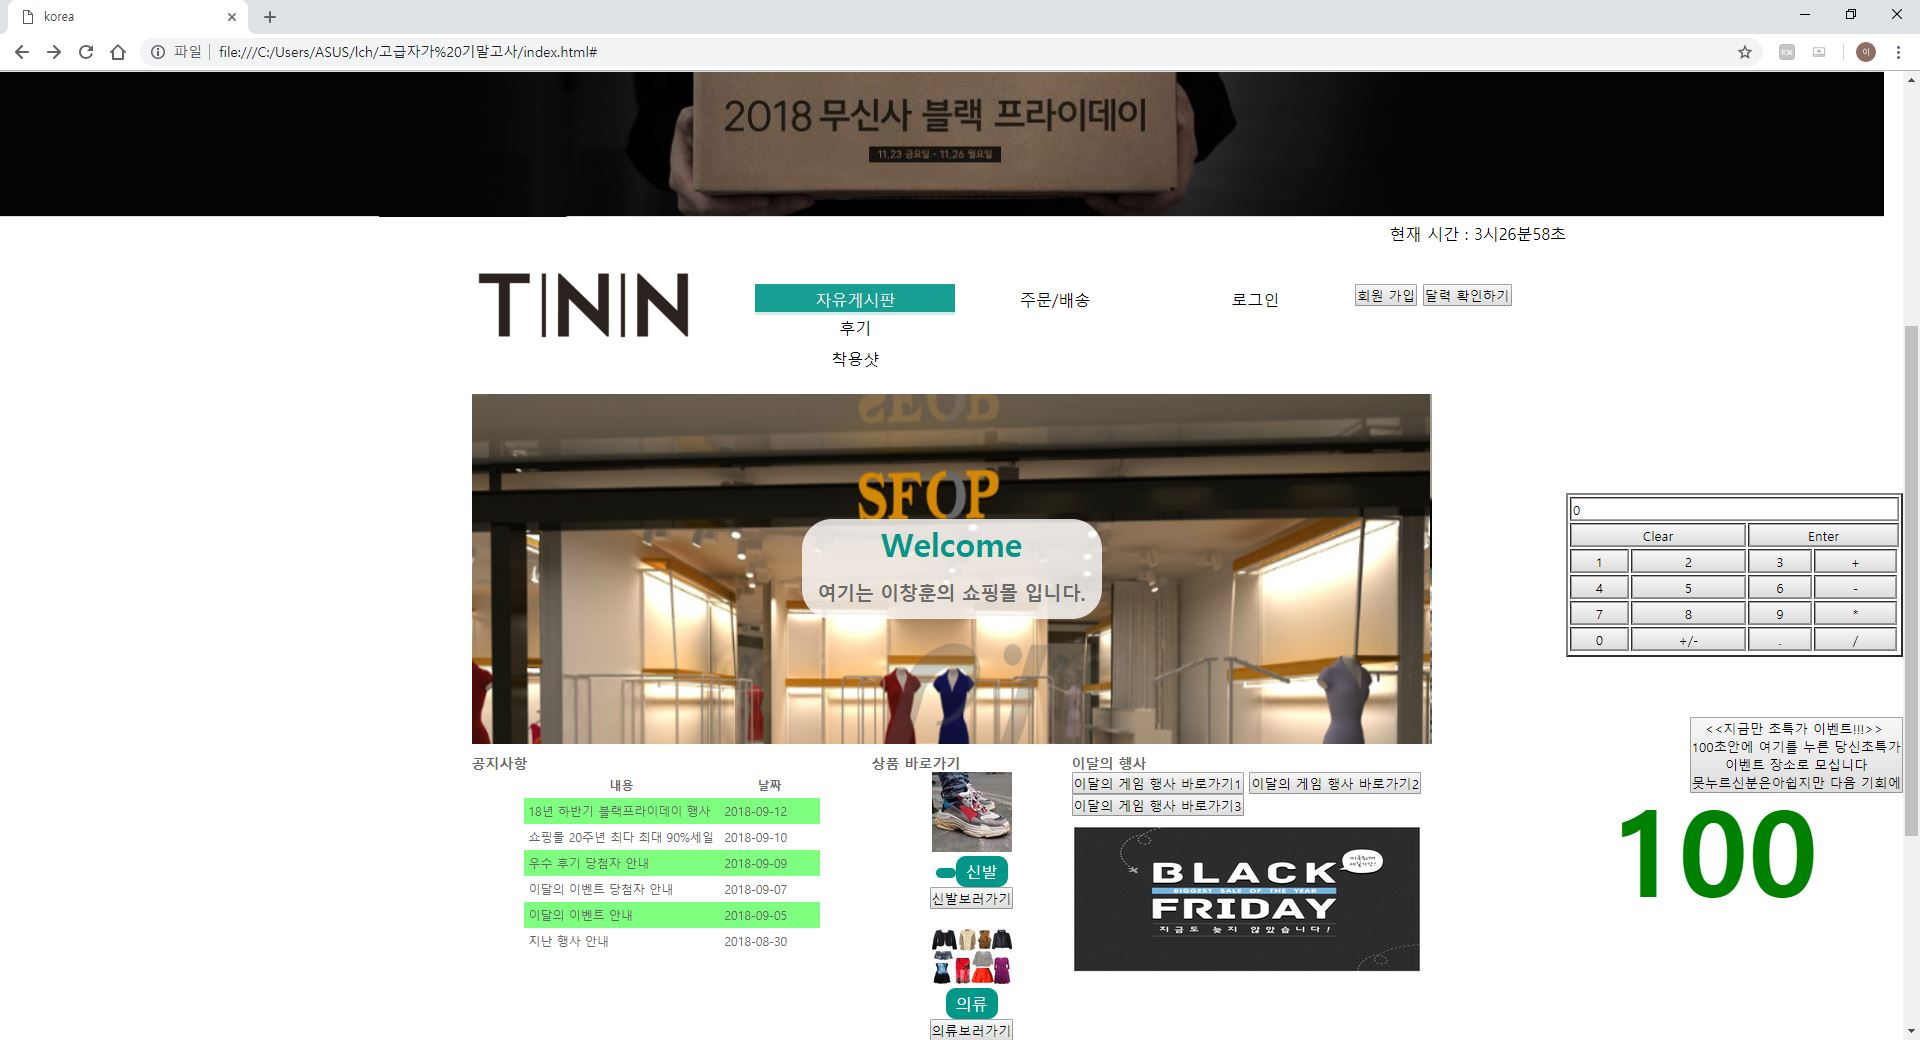 korea
파일 file:///C:/Users/ASUS/lch/고급자가%20기말고사/index.html#
이
2018 무신사 블랙 프라이데이
11.23 금요일 - 11.26 월요일
현재 시간 : 3시26분58초
T|N|N
자유게시판 주문/배송 로그인 회원 가입 달력 확인하기
후기
착용샷
SFOP
Welcome
여기는 이창훈의 쇼핑몰 입니다.
0
Clear Enter
1 2 3 +
4 5 6 -
7 8 9 *
0 +/- . /
<<지금만 초특가 이벤트!!!>>
100초안에 여기를 누른 당신초특가
이벤트 장소로 모십니다
못누르신분은아쉽지만 다음 기회에
100
공지사항
내용 날짜
18년 하반기 블랙프라이데이 행사 2018-09-12
쇼핑몰 20주년 최다 최대 90%세일 2018-09-10
우수 후기 당첨자 안내 2018-09-09
이달의 이벤트 당첨자 안내 2018-09-07
이달의 이벤트 안내 2018-09-05
지난 행사 안내 2018-08-30
상품 바로가기
신발
신발보러가기
의류
의류보러가기
이달의 행사
이달의 게임 행사 바로가기1 이달의 게임 행사 바로가기2
이달의 게임 행사 바로가기3
BLACK
BIGGEST SALE OF THE YEAR
FRIDAY
지금도 늦지 않았습니다!